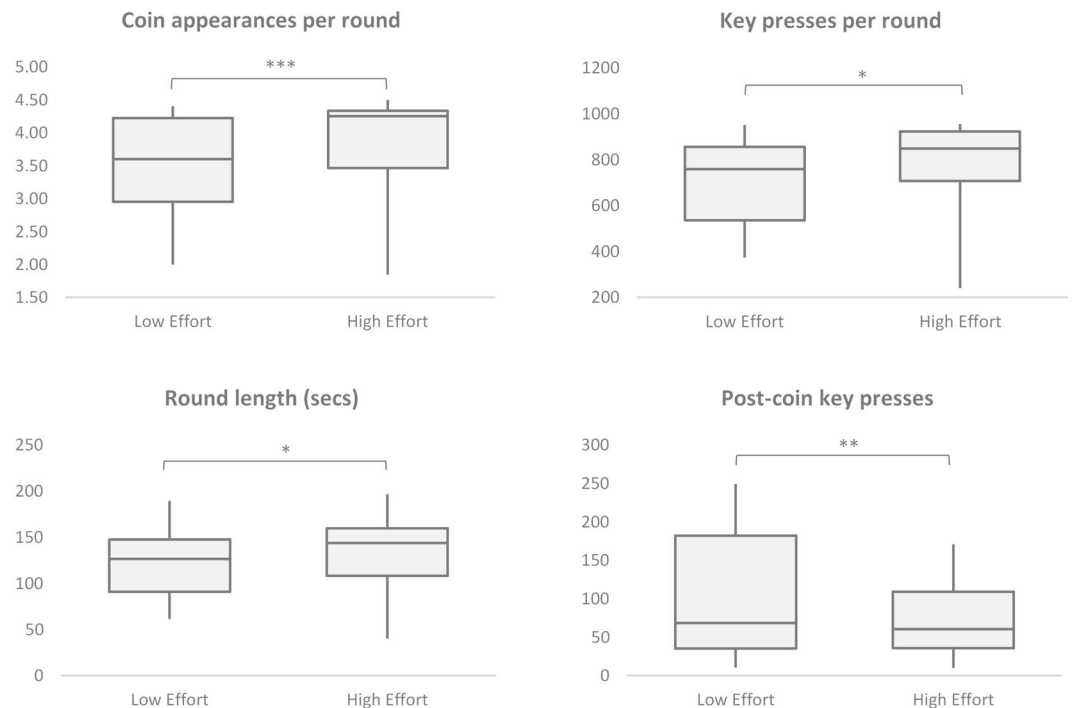 Coin appearances per round
5.00
4.50
4.00
3.50
3.00
2.50
2.00
1.50
***
Low Effort
High Effort
Key presses per round
1200
1000
800
600
400
200
*
Low Effort
High Effort
Round length (secs)
250
200
150
100
50
0
*
Low Effort
High Effort
Post-coin key presses
300
250
200
150
100
50
0
**
Low Effort
High Effort